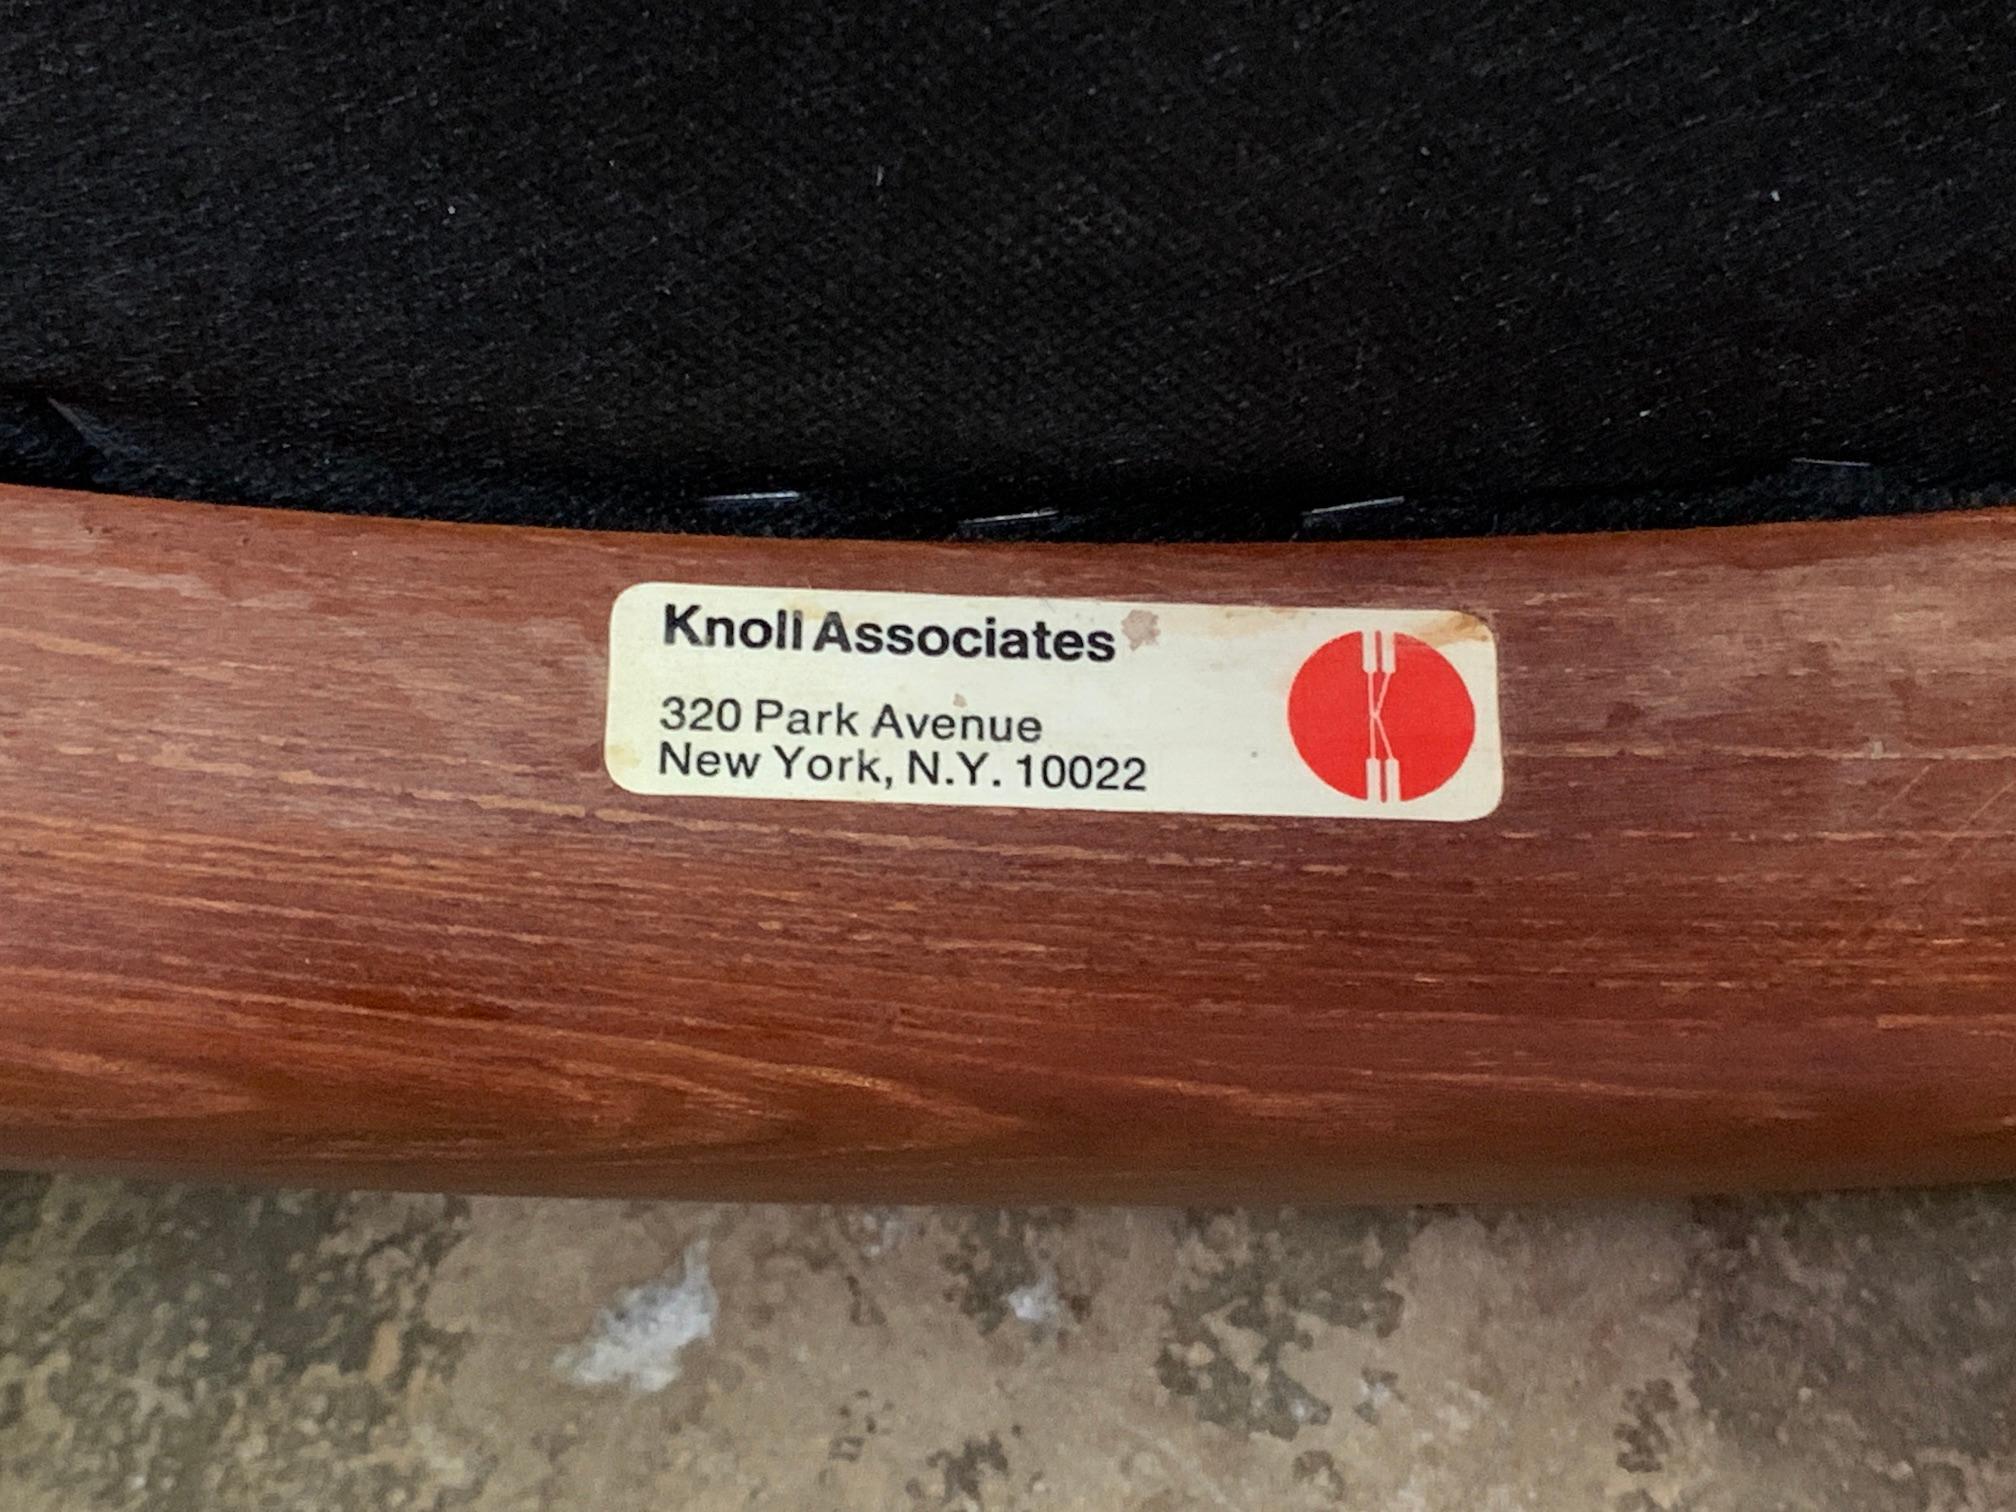 Knoll Associates
320 Park Avenue
New York, N.Y. 10022
K